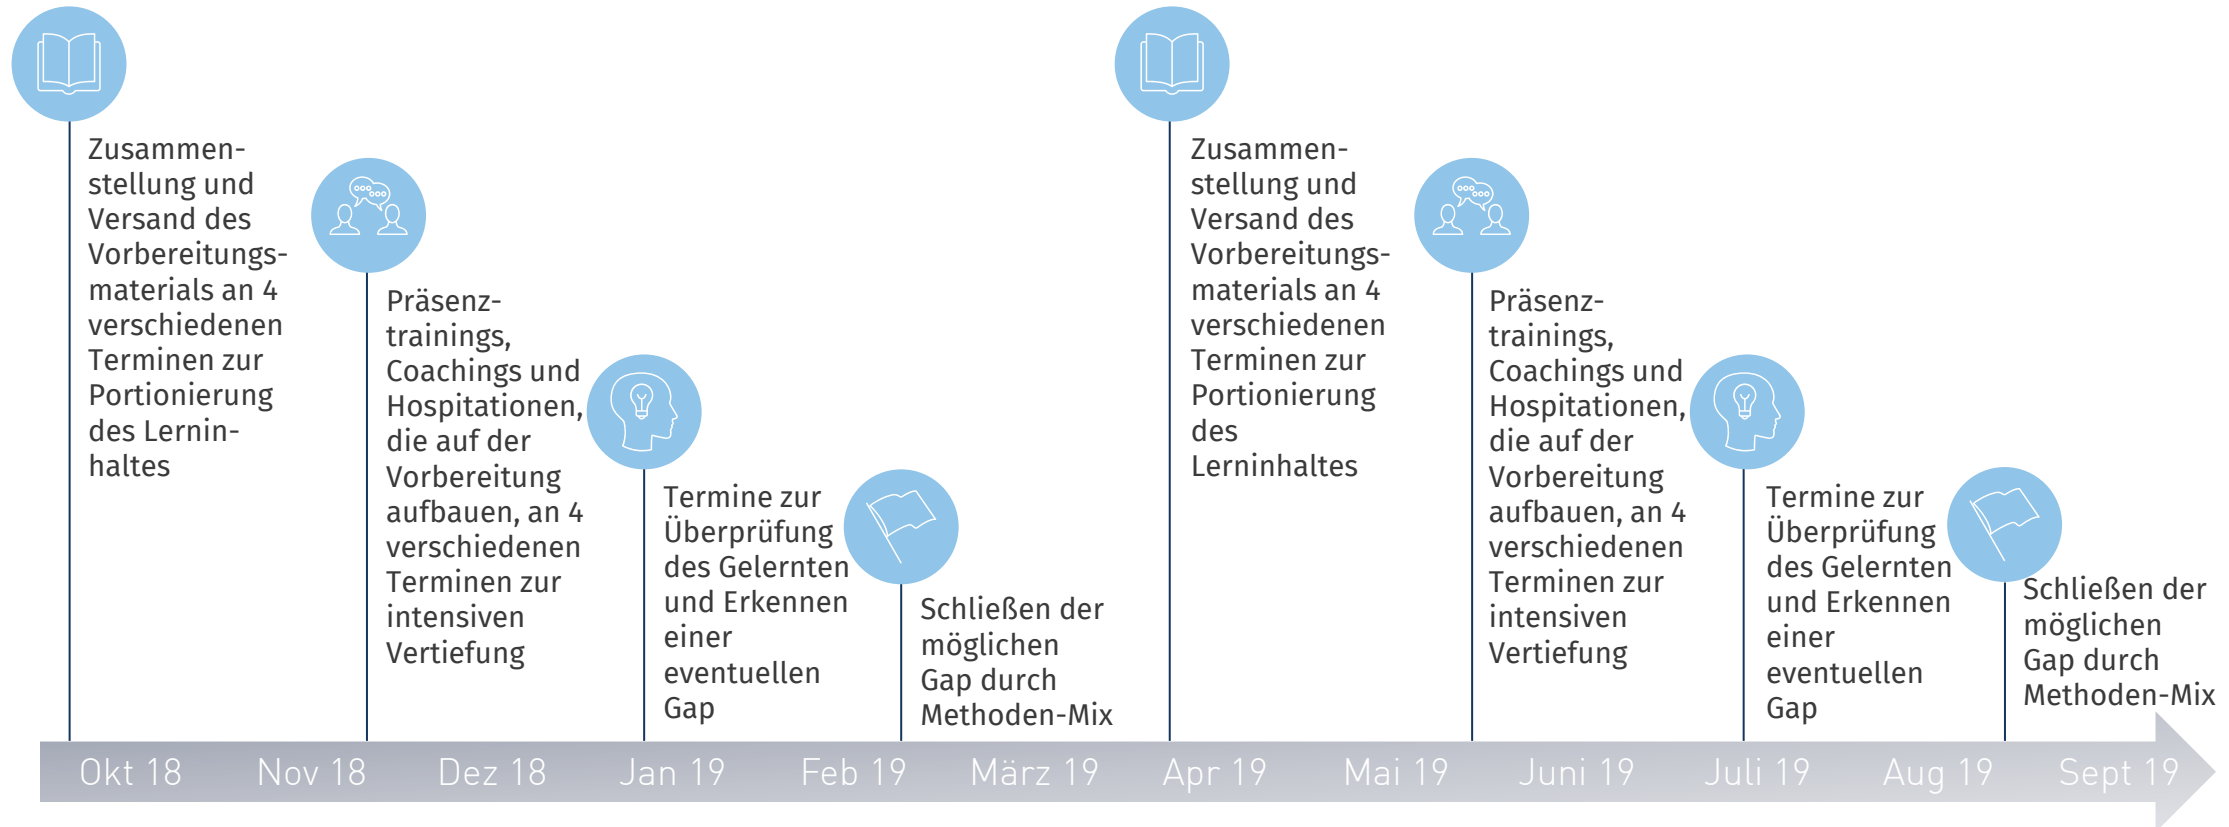 Zusammen-
stellung und
Versand des
Vorbereitungs-
materials an 4
verschiedenen
Terminen zur
Portionierung
des Lernin-
haltes
Präsenz-
trainings,
Coachings und
Hospitationen,
die auf der
Vorbereitung
aufbauen, an 4
verschiedenen
Terminen zur
intensiven
Vertiefung
Termine zur
Überprüfung
des Gelernten
und Erkennen
einer
eventuellen
Gap
Schließen der
möglichen
Gap durch
Methoden-Mix
Zusammen-
stellung und
Versand des
Vorbereitungs-
materials an 4
verschiedenen
Terminen zur
Portionierung
des
Lerninhaltes
Präsenz-
trainings,
Coachings und
Hospitationen,
die auf der
Vorbereitung
aufbauen, an 4
verschiedenen
Terminen zur
intensiven
Vertiefung
Termine zur
Überprüfung
des Gelernten
und Erkennen
einer
eventuellen
Gap
Schließen der
möglichen
Gap durch
Methoden-Mix
Okt 18 Nov 18 Dez 18 Jan 19 Feb 19 März 19 Apr 19 Mai 19 Juni 19 Juli 19 Aug 19 Sept 19